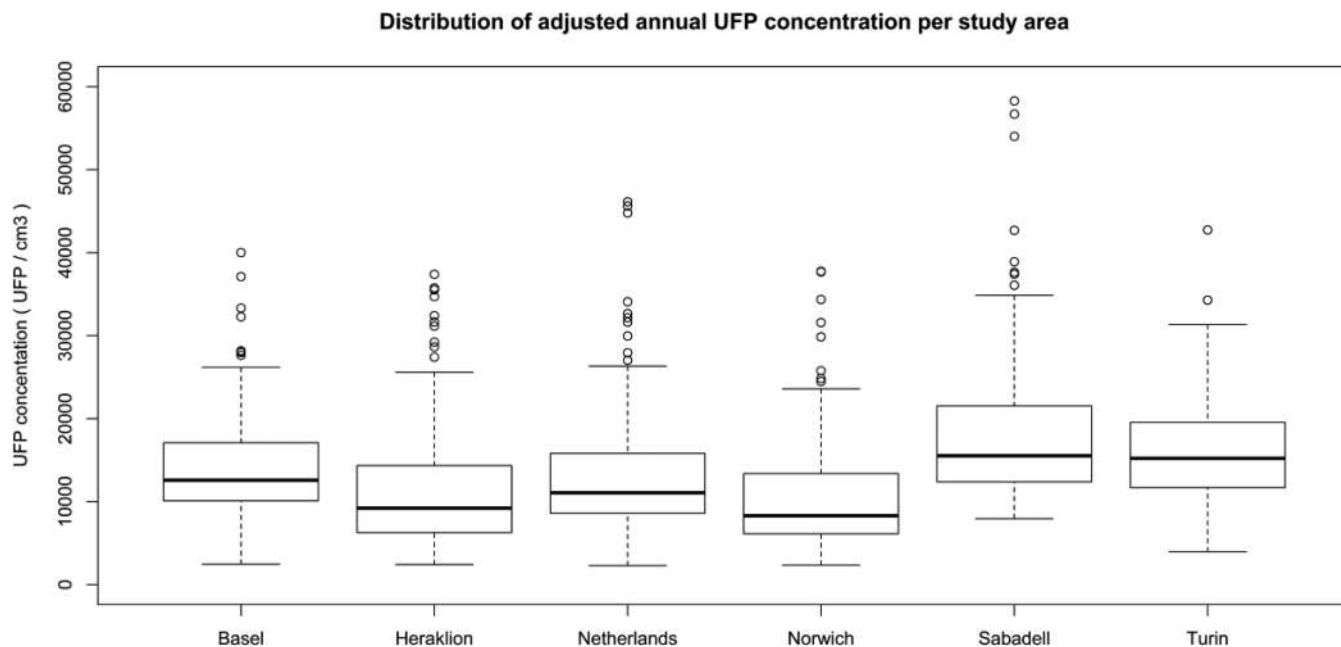 Distribution of adjusted annual UFP concentration per study area
60000
50000
40000
30000
20000
10000
0
UFP concentation ( UFP / cm3 )
Basel Heraklion Netherlands Norwich Sabadell Turin